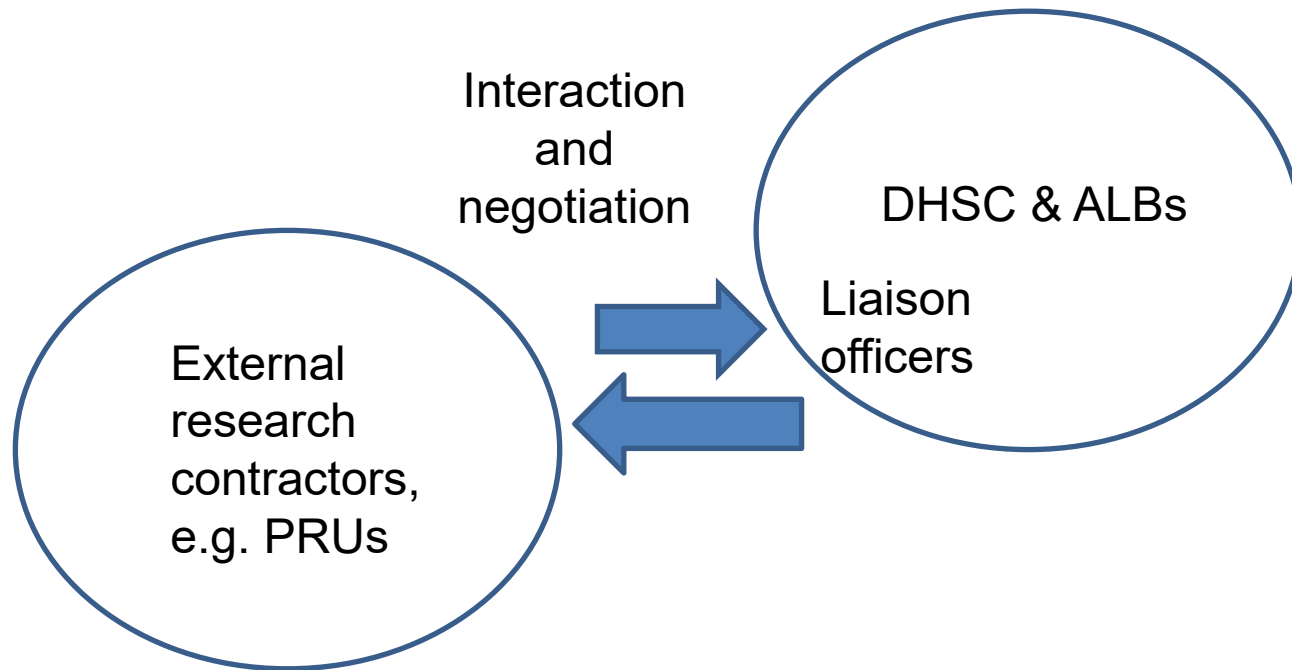 Interaction
and
negotiation
DHSC & ALBs
Liaison
officers
External
research
contractors,
e.g. PRUs